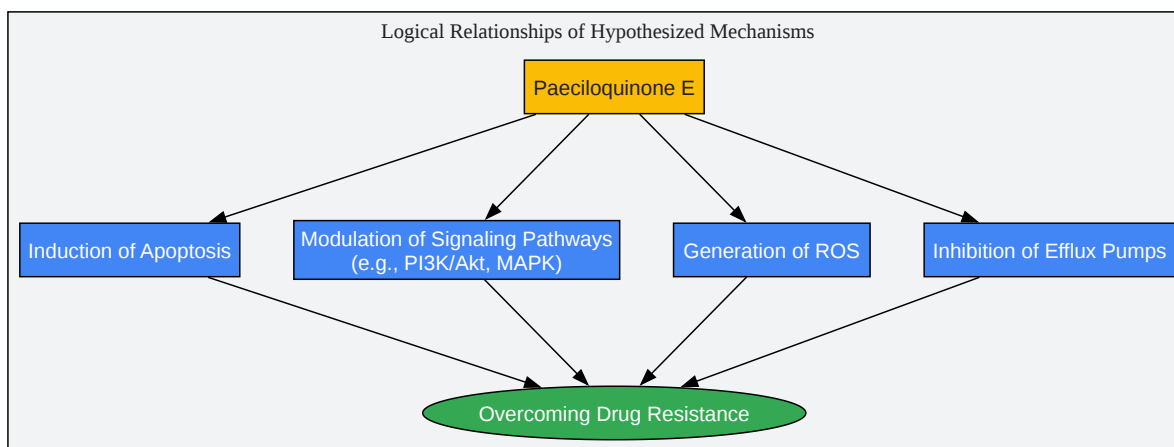 Logical Relationships of Hypothesized Mechanisms
Paeciloquinone E
Induction of Apoptosis
Modulation of Signaling Pathways
(e.g., PI3K/Akt, MAPK)
Generation of ROS
Inhibition of Efflux Pumps
Overcoming Drug Resistance